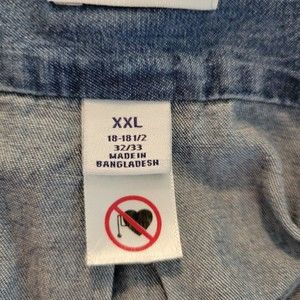 XXL
18-18 1/2
32/33
MADE IN
BANGLADESH